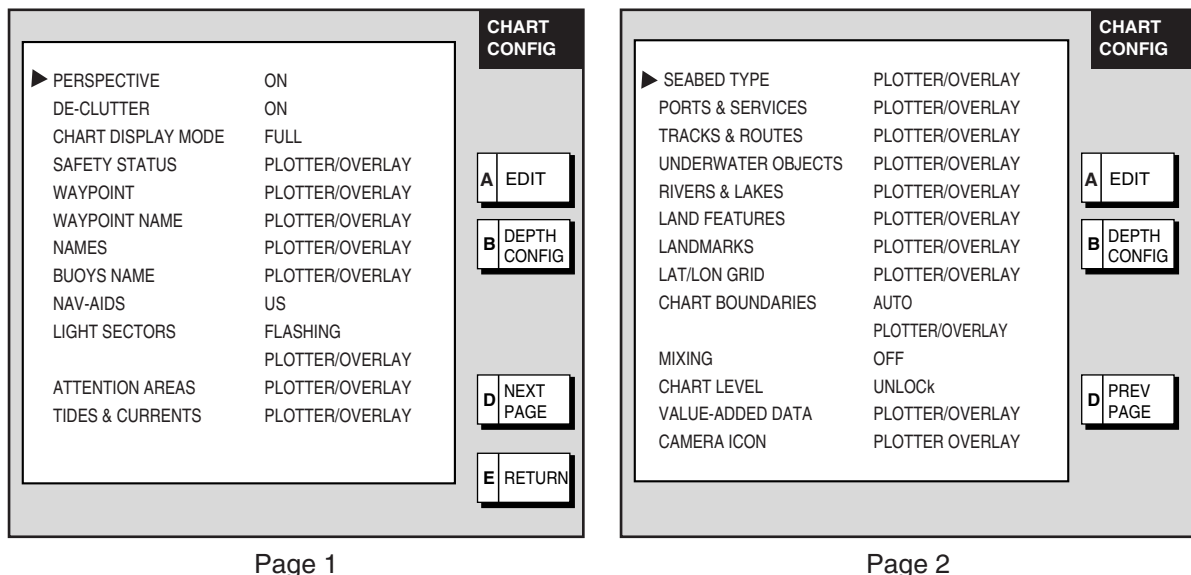 CHART
CONFIG
PERSPECTIVE ON
DE-CLUTTER ON
CHART DISPLAY MODE FULL
SAFETY STATUS PLOTTER/OVERLAY
WAYPOINT PLOTTER/OVERLAY
WAYPOINT NAME PLOTTER/OVERLAY
NAMES PLOTTER/OVERLAY
BUOYS NAME PLOTTER/OVERLAY
NAV-AIDS US
LIGHT SECTORS FLASHING
PLOTTER/OVERLAY
ATTENTION AREAS PLOTTER/OVERLAY
TIDES & CURRENTS PLOTTER/OVERLAY
A EDIT
B DEPTH
CONFIG
D NEXT
PAGE
E RETURN
Page 1
CHART
CONFIG
SEABED TYPE PLOTTER/OVERLAY
PORTS & SERVICES PLOTTER/OVERLAY
TRACKS & ROUTES PLOTTER/OVERLAY
UNDERWATER OBJECTS PLOTTER/OVERLAY
RIVERS & LAKES PLOTTER/OVERLAY
LAND FEATURES PLOTTER/OVERLAY
LANDMARKS PLOTTER/OVERLAY
LAT/LON GRID PLOTTER/OVERLAY
CHART BOUNDARIES AUTO
PLOTTER/OVERLAY
MIXING OFF
CHART LEVEL UNLOCk
VALUE-ADDED DATA PLOTTER/OVERLAY
CAMERA ICON PLOTTER OVERLAY
A EDIT
B DEPTH
CONFIG
D PREV
PAGE
Page 2